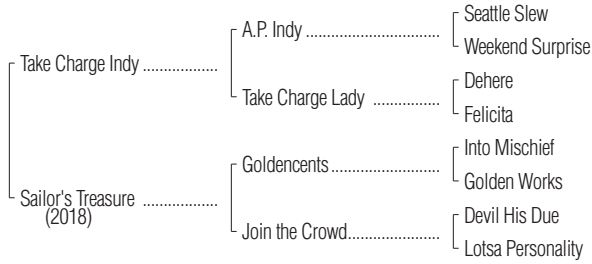 Seattle Slew
A.P. Indy ..............................
Weekend Surprise
Take Charge Indy .................
Dehere
Take Charge Lady ...............
Felicita
Into Mischief
Goldencents........................
Golden Works
Sailor's Treasure .................
(2018)
Devil His Due
Join the Crowd....................
Lotsa Personality